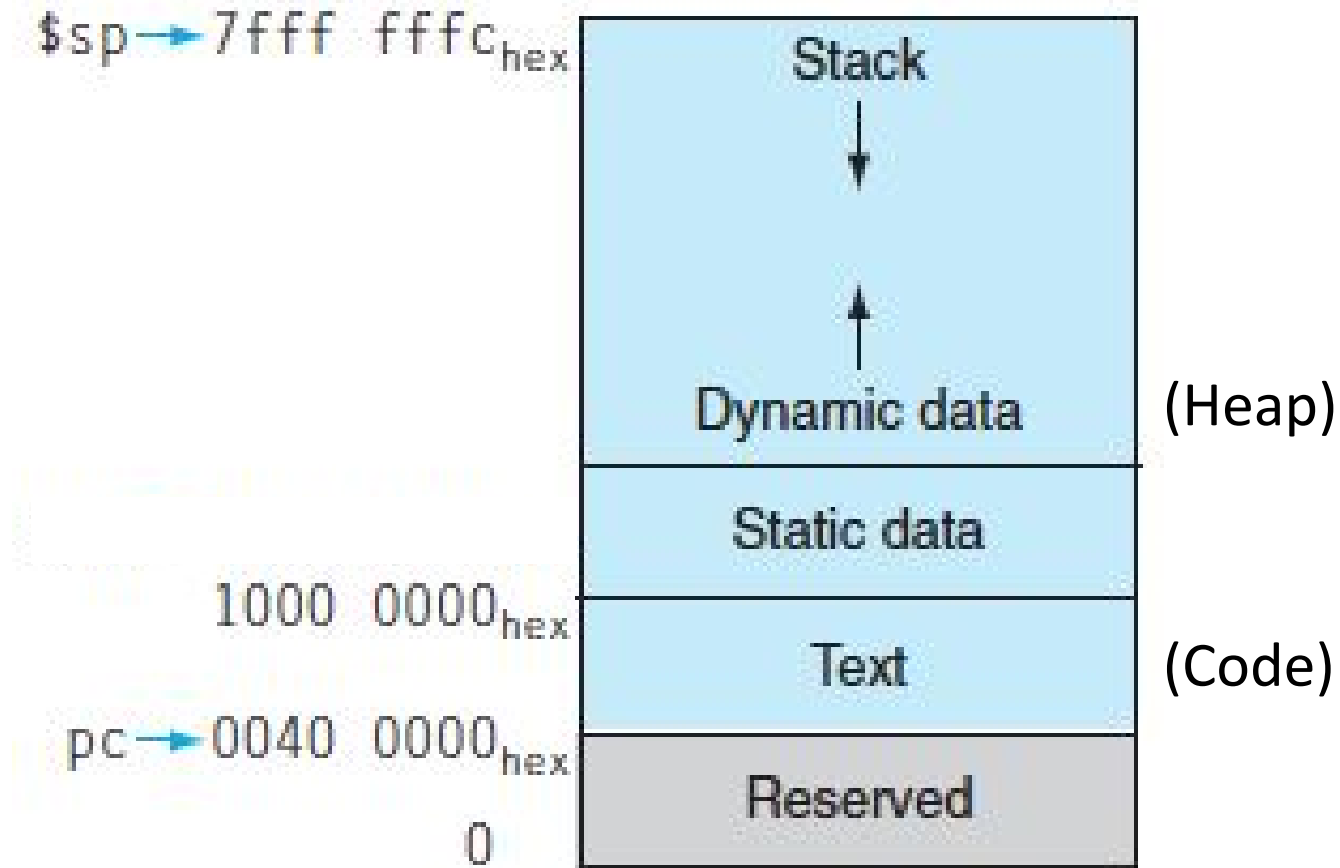 $sp→7fff fffc hex
Stack
Dynamic data (Heap)
Static data
1000 0000 hex
Text (Code)
pc→0040 0000 hex
Reserved
0